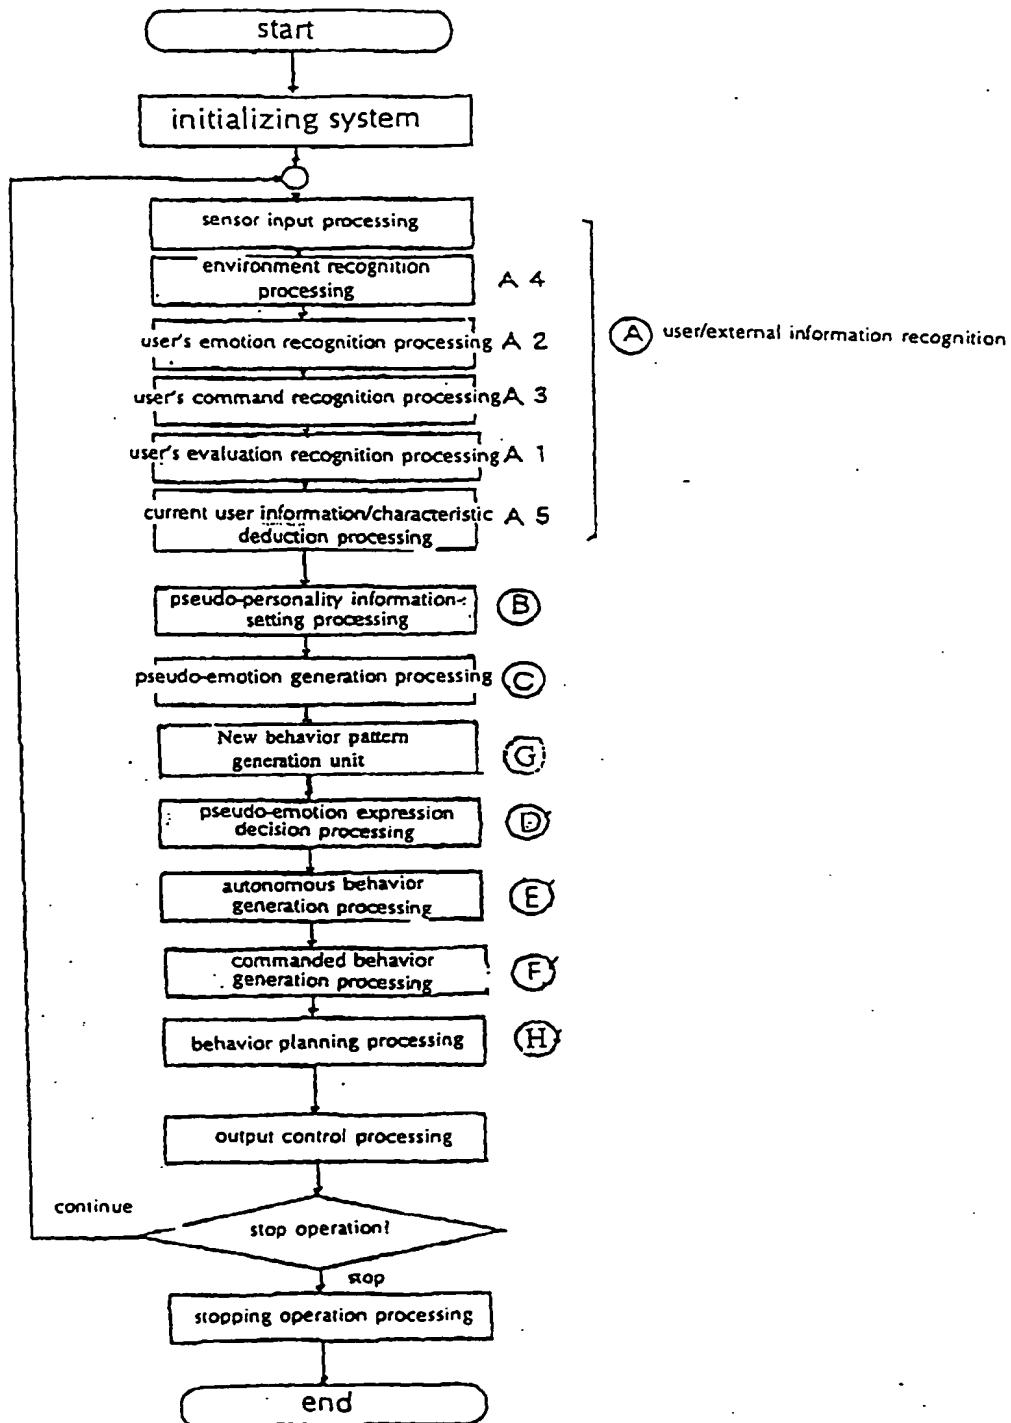 start
initializing system
sensor input processing
environment recognition
processing
A 4
user's emotion recognition processing A 2
A user/external information recognition
user's command recognition processing A 3
user's evaluation recognition processing A 1
current user information/characteristic
deduction processing
A 5
pseudo-personality information-
setting processing
B
pseudo-emotion generation processing
C
New behavior pattern
generation unit
G
pseudo-emotion expression
decision processing
D
autonomous behavior
generation processing
E
commanded behavior
generation processing
F
behavior planning processing
H
output control processing
continue
stop operation?
stop
stopping operation processing
end